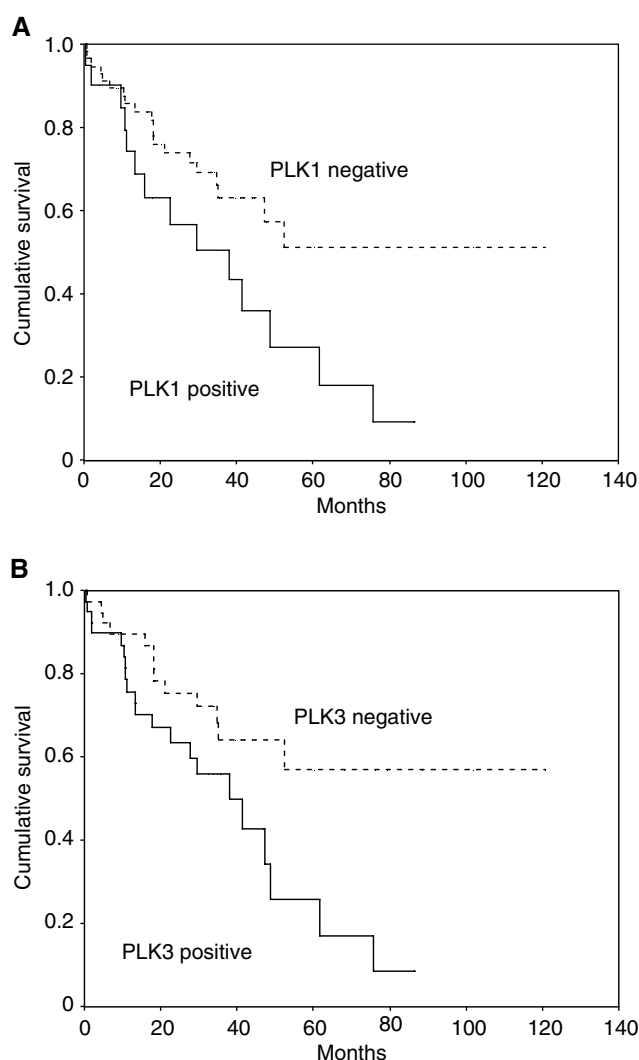 A
1.0
0.8
0.6
0.4
0.2
0
Cumulative survival
PLK1 negative
PLK1 positive
0 20 40 60 80 100 120 140
Months
B
1.0
0.8
0.6
0.4
0.2
0
Cumulative survival
PLK3 negative
PLK3 positive
0 20 40 60 80 100 120 140
Months